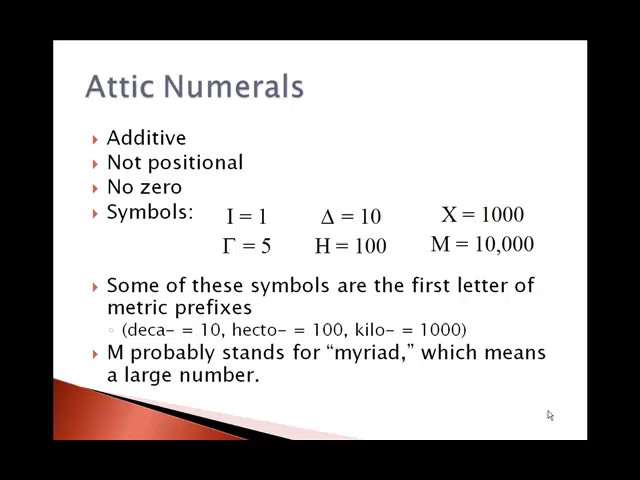 Attic Numerals
Additive
Not positional
No zero
Symbols:
I = 1 Δ = 10 X = 1000
Γ = 5 H = 100 M = 10,000
Some of these symbols are the first letter of
metric prefixes
(deca- = 10, hecto- = 100, kilo- = 1000)
M probably stands for “myriad,” which means
a large number.